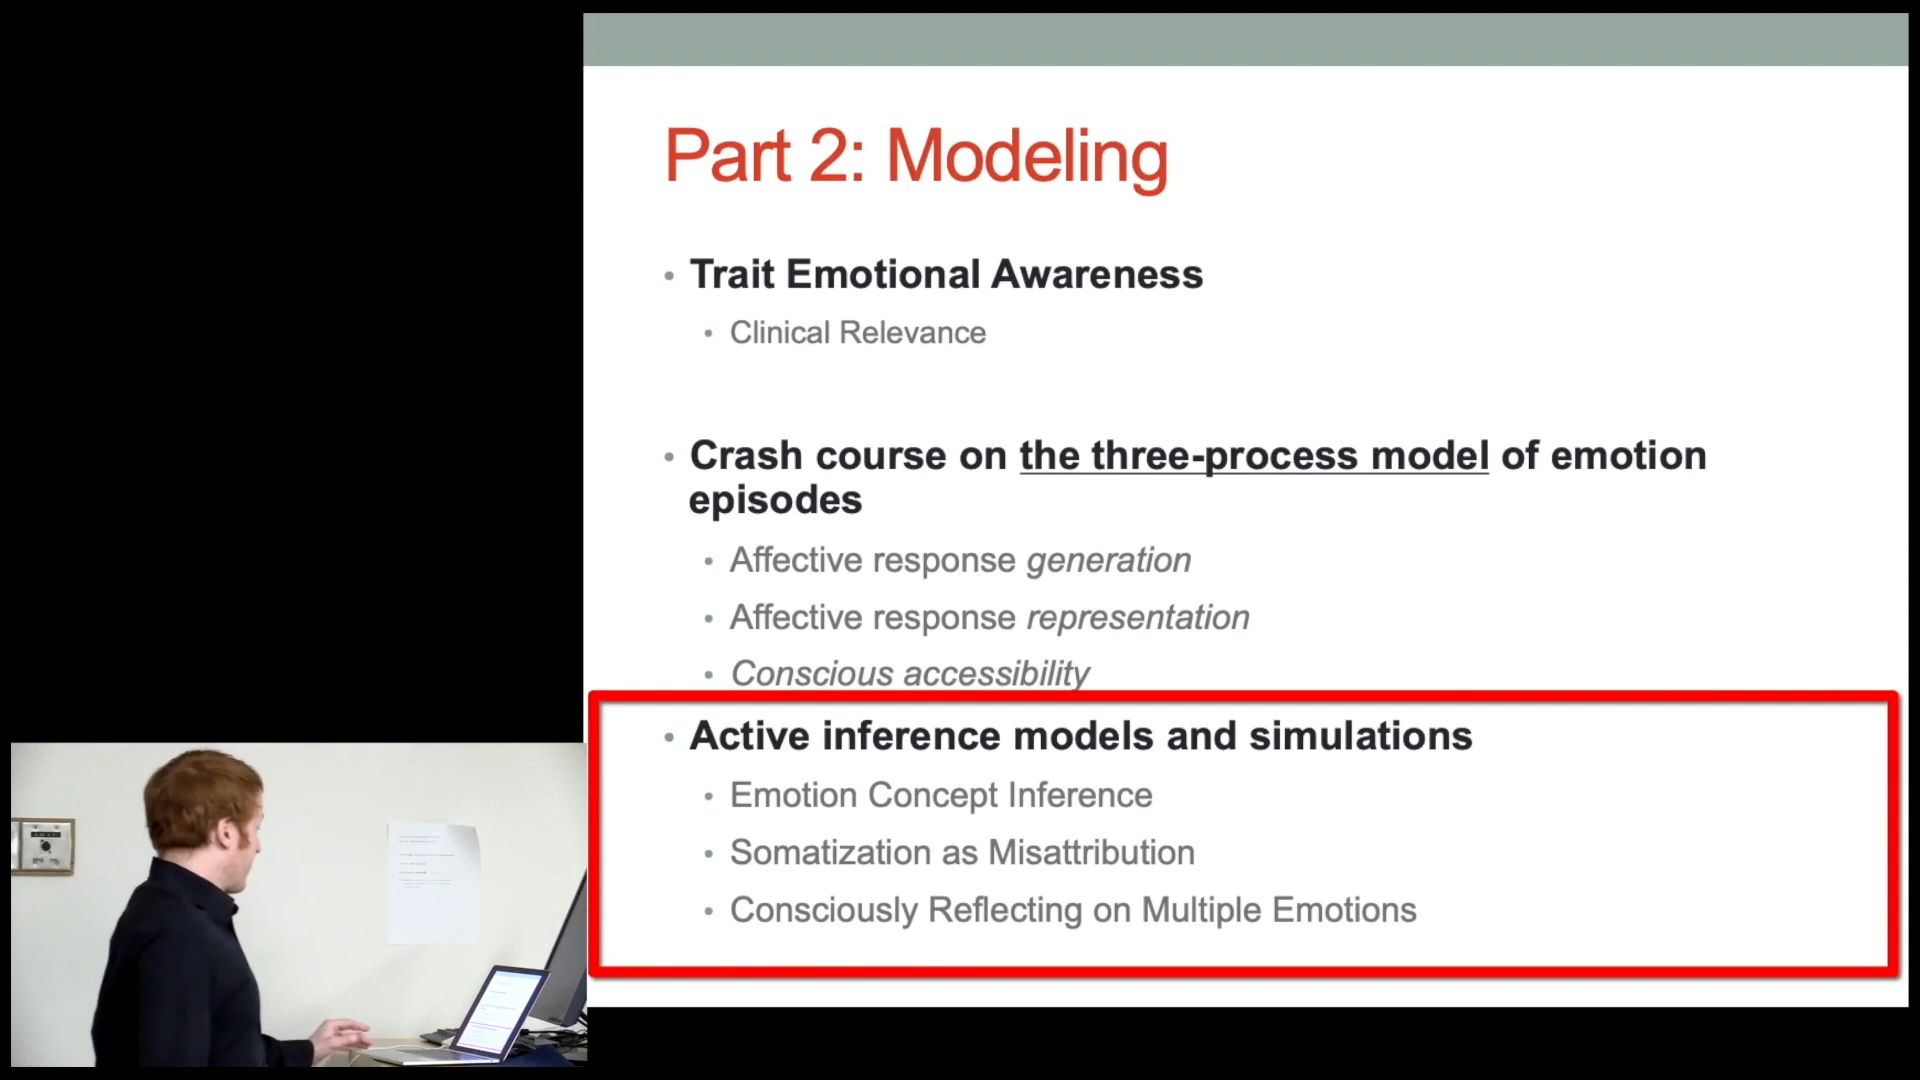 Part 2: Modeling
• Trait Emotional Awareness
• Clinical Relevance
• Crash course on the three-process model of emotion
episodes
• Affective response generation
• Affective response representation
• Conscious accessibility
• Active inference models and simulations
• Emotion Concept Inference
• Somatization as Misattribution
• Consciously Reflecting on Multiple Emotions